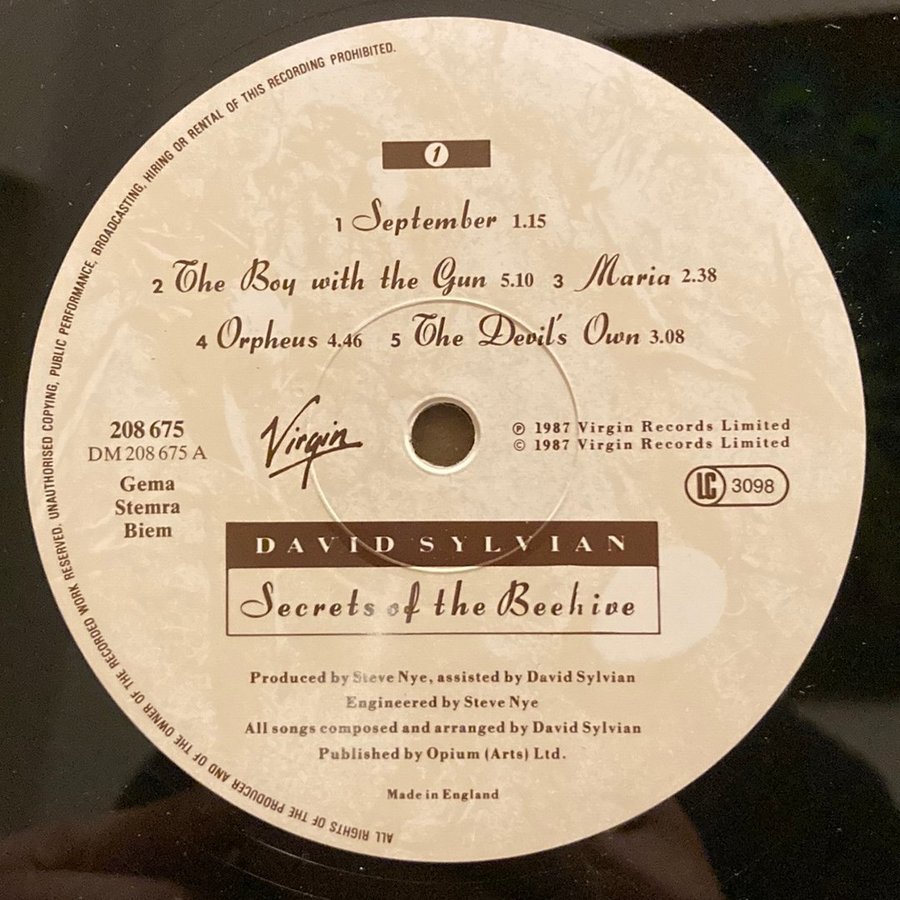 ALL RIGHTS OF THE PRODUCER AND OF THE OWNER OF THE RECORDED WORK RESERVED. UNAUTHORISED COPYING, PUBLIC PERFORMANCE, BROADCASTING, HIRING OR RENTAL OF THIS RECORDING PROHIBITED.
1
1 September 1.15
2 The Boy with the Gun 5.10 3 Maria 2.38
4 Orpheus 4.46 5 The Devil's Own 3.08
208 675
DM 208 675 A
Gema
Stemra
Biem
Virgin
℗ 1987 Virgin Records Limited
© 1987 Virgin Records Limited
LC 3098
DAVID SYLVIAN
Secrets of the Beehive
Produced by Steve Nye, assisted by David Sylvian
Engineered by Steve Nye
All songs composed and arranged by David Sylvian
Published by Opium (Arts) Ltd.
Made in England